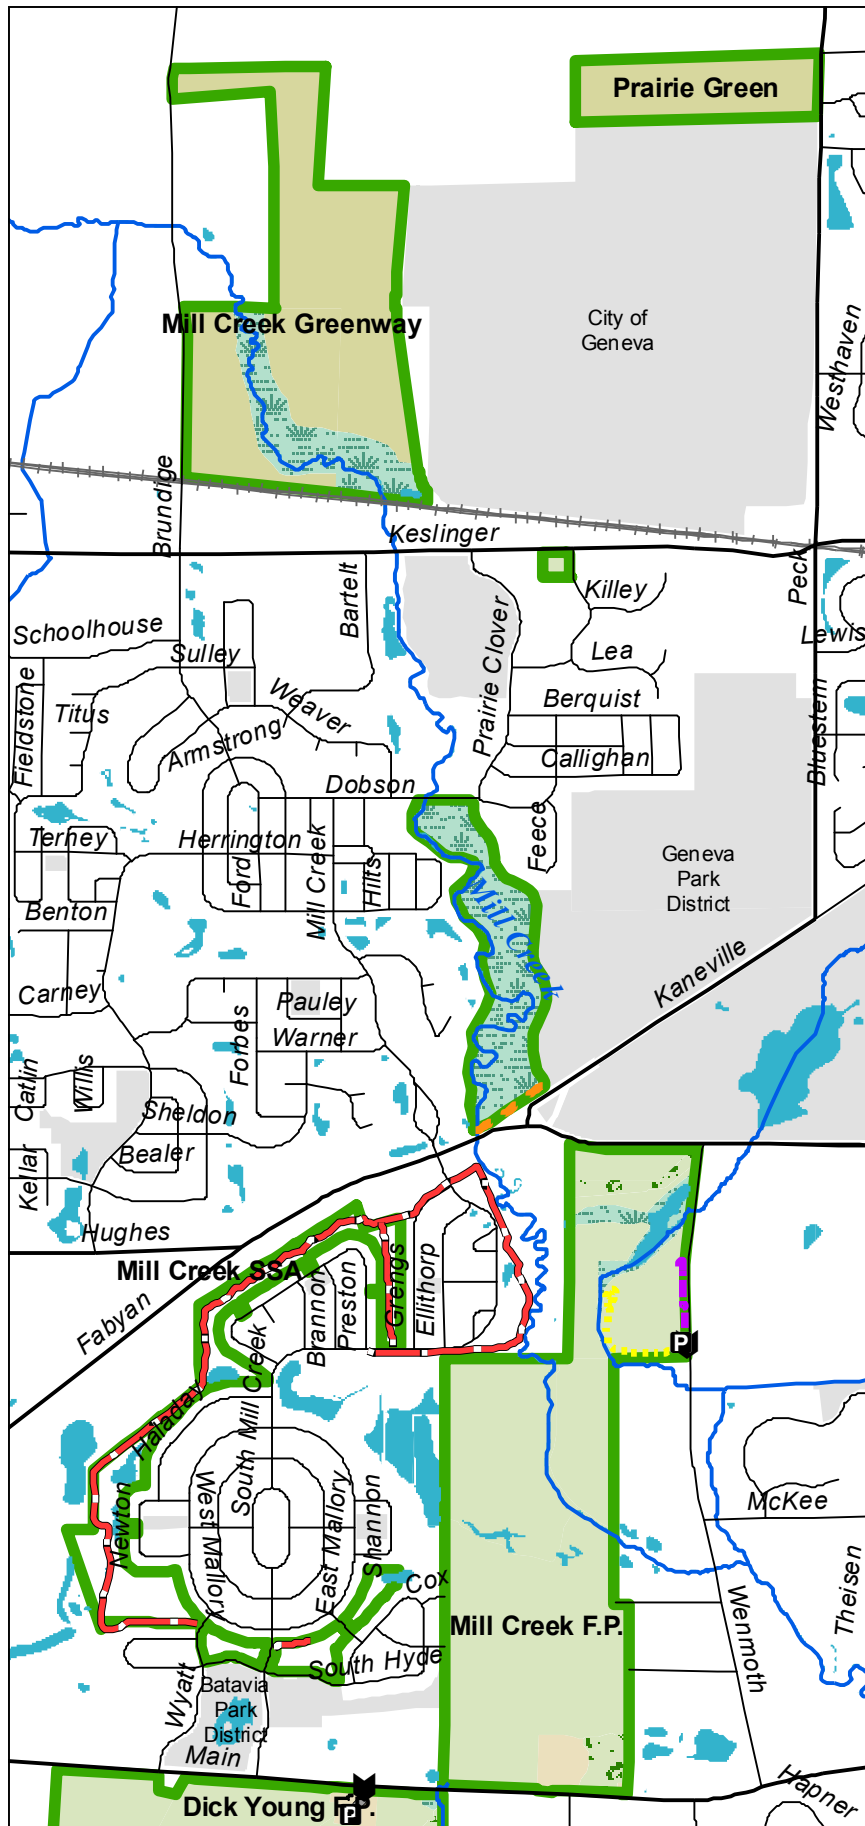 Prairie Green
City of
Geneva
Westhaven
Mill Creek Greenway
Brundige
Keslinger
Peck
Bartelt
Killey
Schoolhouse
Sulley
Prairie Clover
Lea
Lewis
Fieldstone
Titus
Weaver
Armstrong
Berquist
Bluestem
Callighan
Dobson
Terney
Herrington
Ford
Mill Creek
Hilts
Feece
Geneva
Park
District
Benton
Mill Creek
Kaneville
Carney
Pauley
Forbes
Warner
Catlin
Willis
Sheldon
Kellar
Bealer
Hughes
Mill Creek SSA
Fabyan
Brannon
Preston
Grengs
Ellithorp
P
South Mill Creek
Haladay
Newton
West Mallory
East Mallory
Shannon
McKee
Cox
Theisen
Wenmoth
Mill Creek F.P.
South Hyde
Wyatt
Batavia
Park
District
Main
Hapner
Dick Young F.P.
P